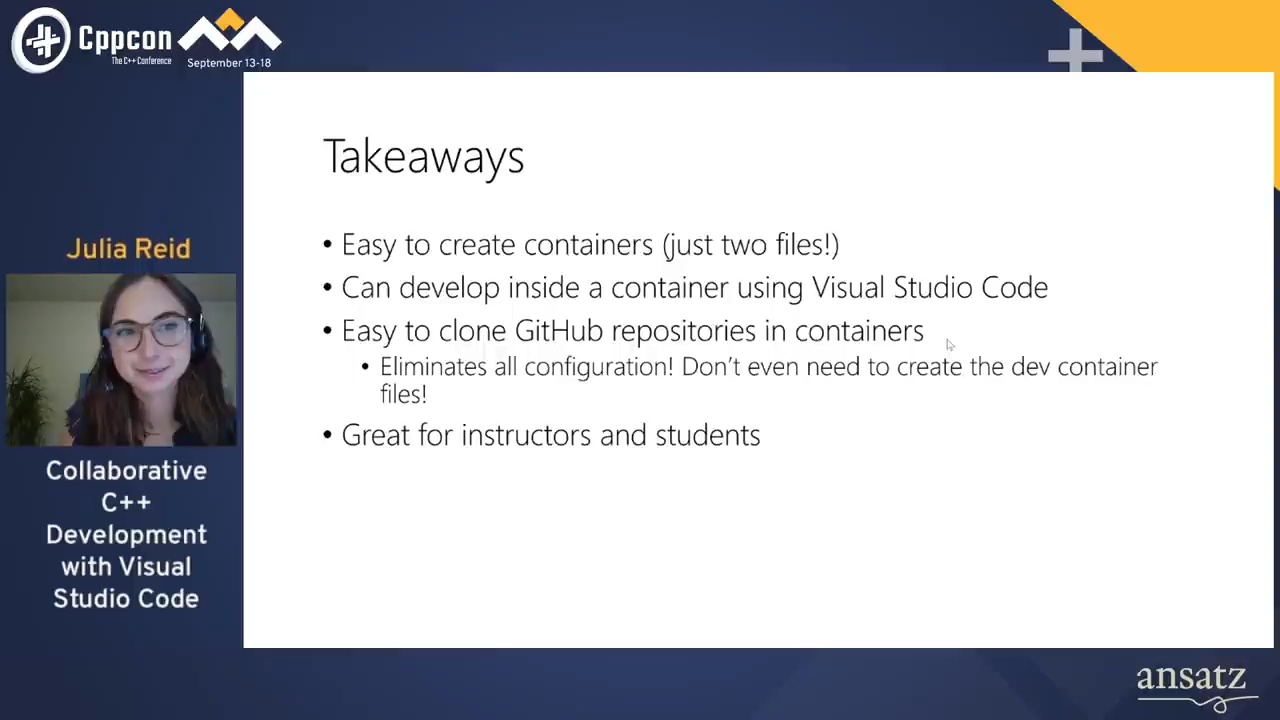 Cppcon
The C++ Conference
September 13-18
Julia Reid
Collaborative
C++
Development
with Visual
Studio Code
Takeaways
• Easy to create containers (just two files!)
• Can develop inside a container using Visual Studio Code
• Easy to clone GitHub repositories in containers
• Eliminates all configuration! Don’t even need to create the dev container
files!
• Great for instructors and students
ansatz